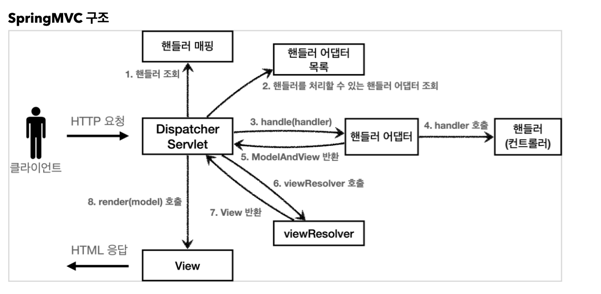 SpringMVC 구조
핸들러 매핑
핸들러 어댑터
목록
1. 핸들러 조회
2. 핸들러를 처리할 수 있는 핸들러 어댑터 조회
HTTP 요청
클라이언트
Dispatcher
Servlet
3. handle(handler)
핸들러 어댑터
4. handler 호출
핸들러
(컨트롤러)
5. ModelAndView 반환
6. viewResolver 호출
7. View 반환
8. render(model) 호출
viewResolver
HTML 응답
View